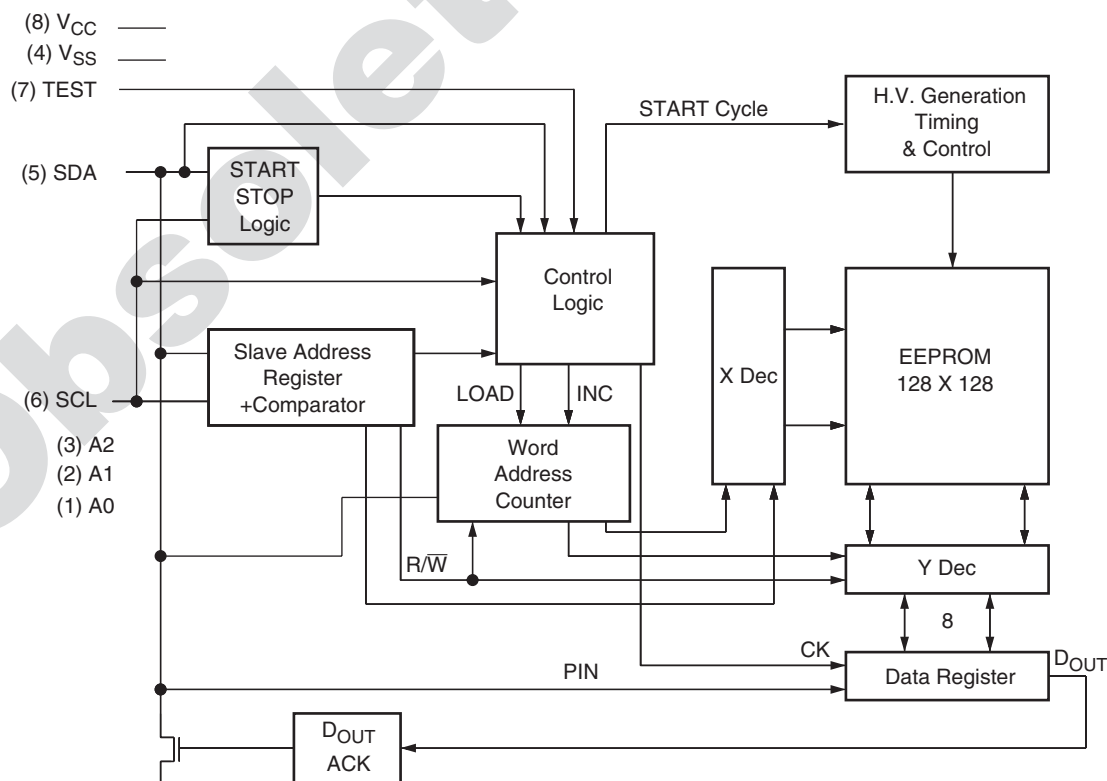 Obsolete
(8) VCC
(4) VSS
(7) TEST
(5) SDA
START
STOP
Logic
START Cycle
H.V. Generation
Timing
& Control
Control
Logic
Slave Address
Register
+Comparator
(6) SCL
(3) A2
(2) A1
(1) A0
LOAD
INC
Word
Address
Counter
X Dec
EEPROM
128 X 128
R/W̅
Y Dec
8
CK
PIN
Data Register
DOUT
DOUT
ACK